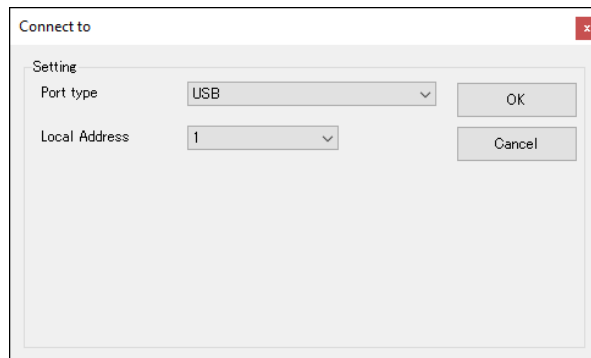 Connect to
x
Setting
Port type
USB
OK
Local Address
1
Cancel